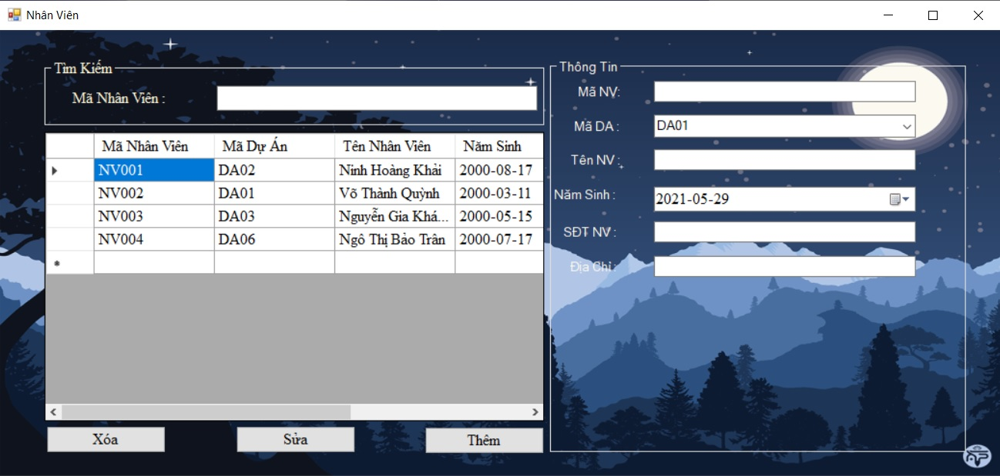 Nhân Viên
Tìm Kiếm
Mã Nhân Viên :
Mã Nhân Viên Mã Dự Án Tên Nhân Viên Năm Sinh
NV001 DA02 Ninh Hoàng Khải 2000-08-17
NV002 DA01 Võ Thành Quỳnh 2000-03-11
NV003 DA03 Nguyễn Gia Khá... 2000-05-15
NV004 DA06 Ngô Thị Bảo Trân 2000-07-17
Xóa Sửa Thêm
Thông Tin
Mã NV:
Mã DA : DA01
Tên NV :
Năm Sinh : 2021-05-29
SĐT NV :
Địa Chỉ :